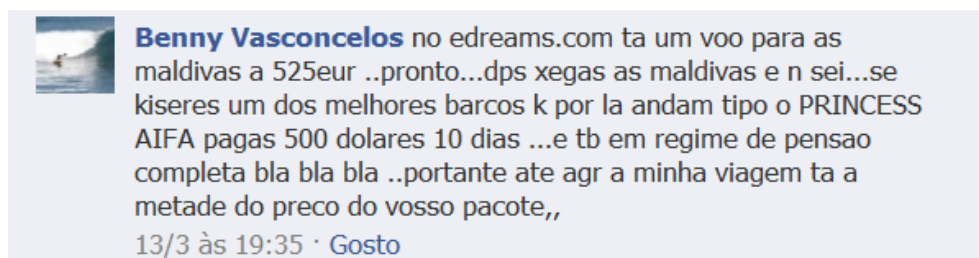 Benny Vasconcelos no edreams.com ta um voo para as
maldivas a 525eur ..pronto...dps xegas as maldivas e n sei...se
kiseres um dos melhores barcos k por la andam tipo o PRINCESS
AIFA pagas 500 dolares 10 dias ...e tb em regime de pensao
completa bla bla bla ..portante ate agr a minha viagem ta a
metade do preco do vosso pacote,,
13/3 às 19:35 · Gosto